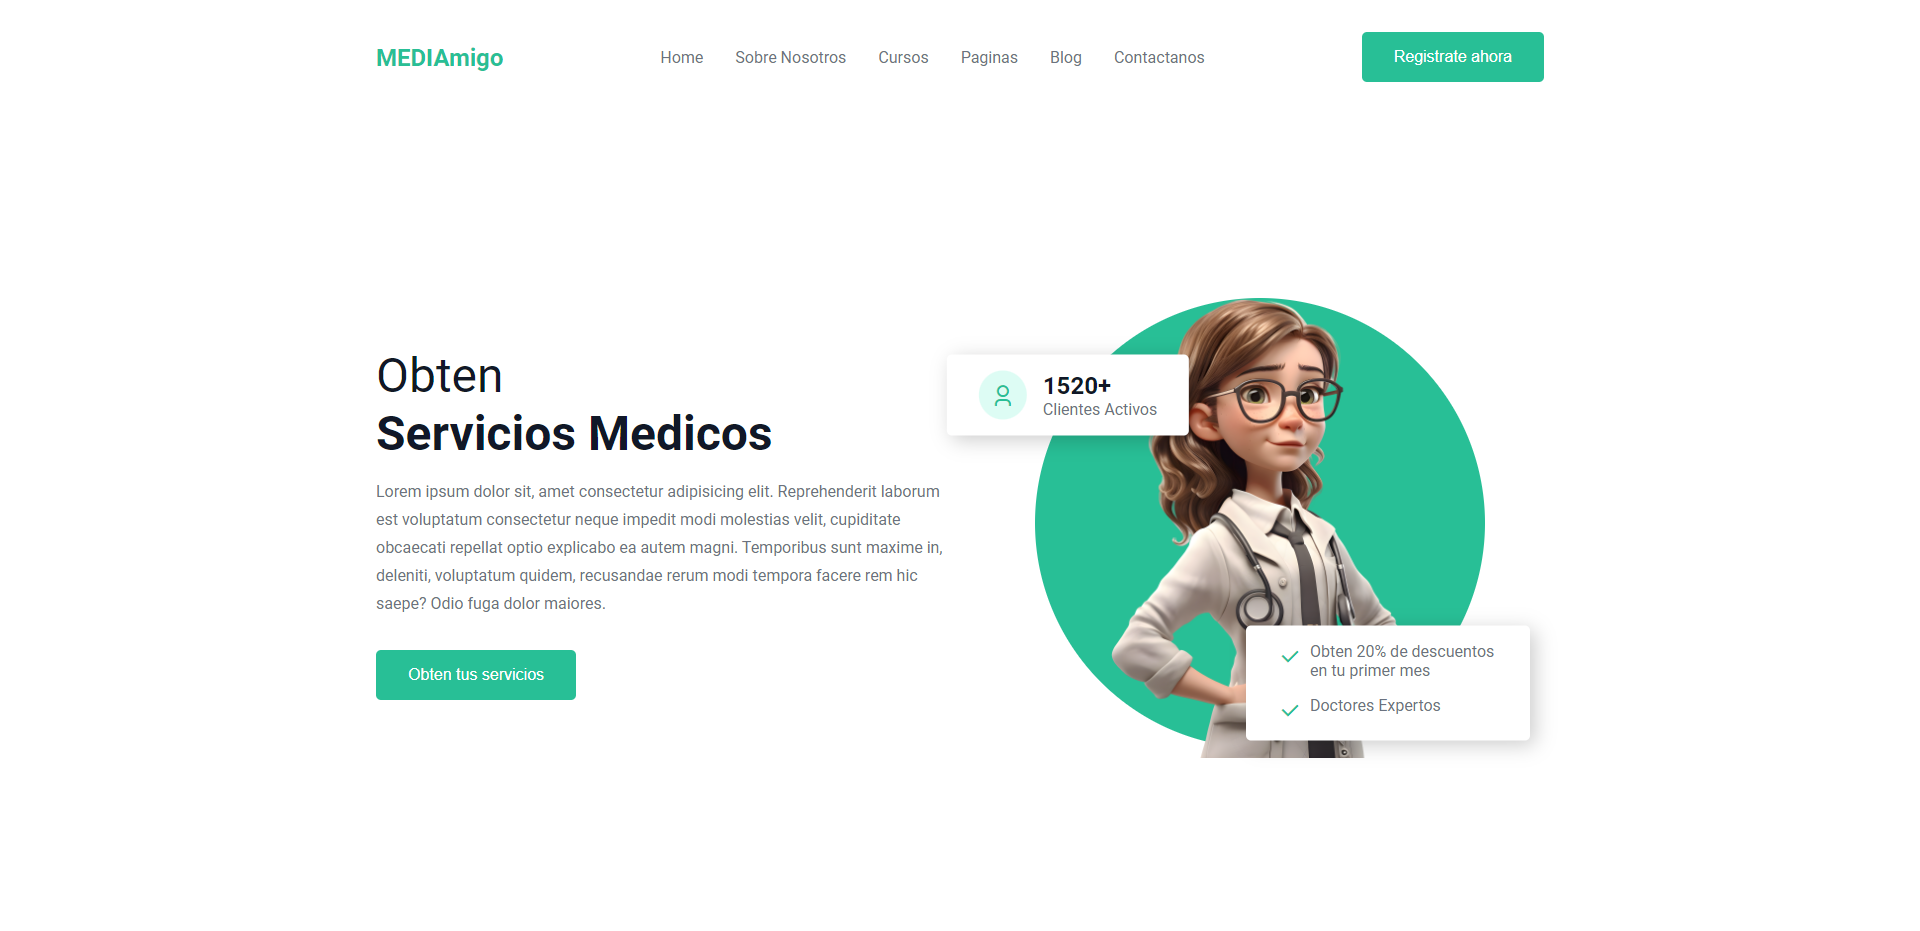 MEDIAmigo
Home
Sobre Nosotros
Cursos
Paginas
Blog
Contactanos
Registrate ahora
Obten
Servicios Medicos
Lorem ipsum dolor sit, amet consectetur adipisicing elit. Reprehenderit laborum
est voluptatum consectetur neque impedit modi molestias velit, cupiditate
obcaecati repellat optio explicabo ea autem magni. Temporibus sunt maxime in,
deleniti, voluptatum quidem, recusandae rerum modi tempora facere rem hic
saepe? Odio fuga dolor maiores.
Obten tus servicios
1520+
Clientes Activos
Obten 20% de descuentos
en tu primer mes
Doctores Expertos